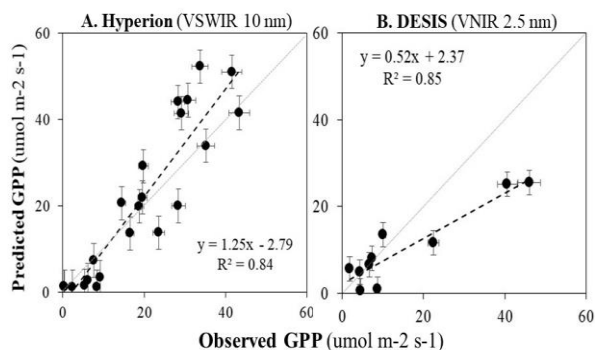 A. Hyperion (VSWIR 10 nm)
B. DESIS (VNIR 2.5 nm)
Predicted GPP (umol m-2 s-1)
60
40
20
0
y = 1.25x - 2.79
R² = 0.84
0 20 40 60
60
40
20
0
y = 0.52x + 2.37
R² = 0.85
0 20 40 60
Observed GPP (umol m-2 s-1)